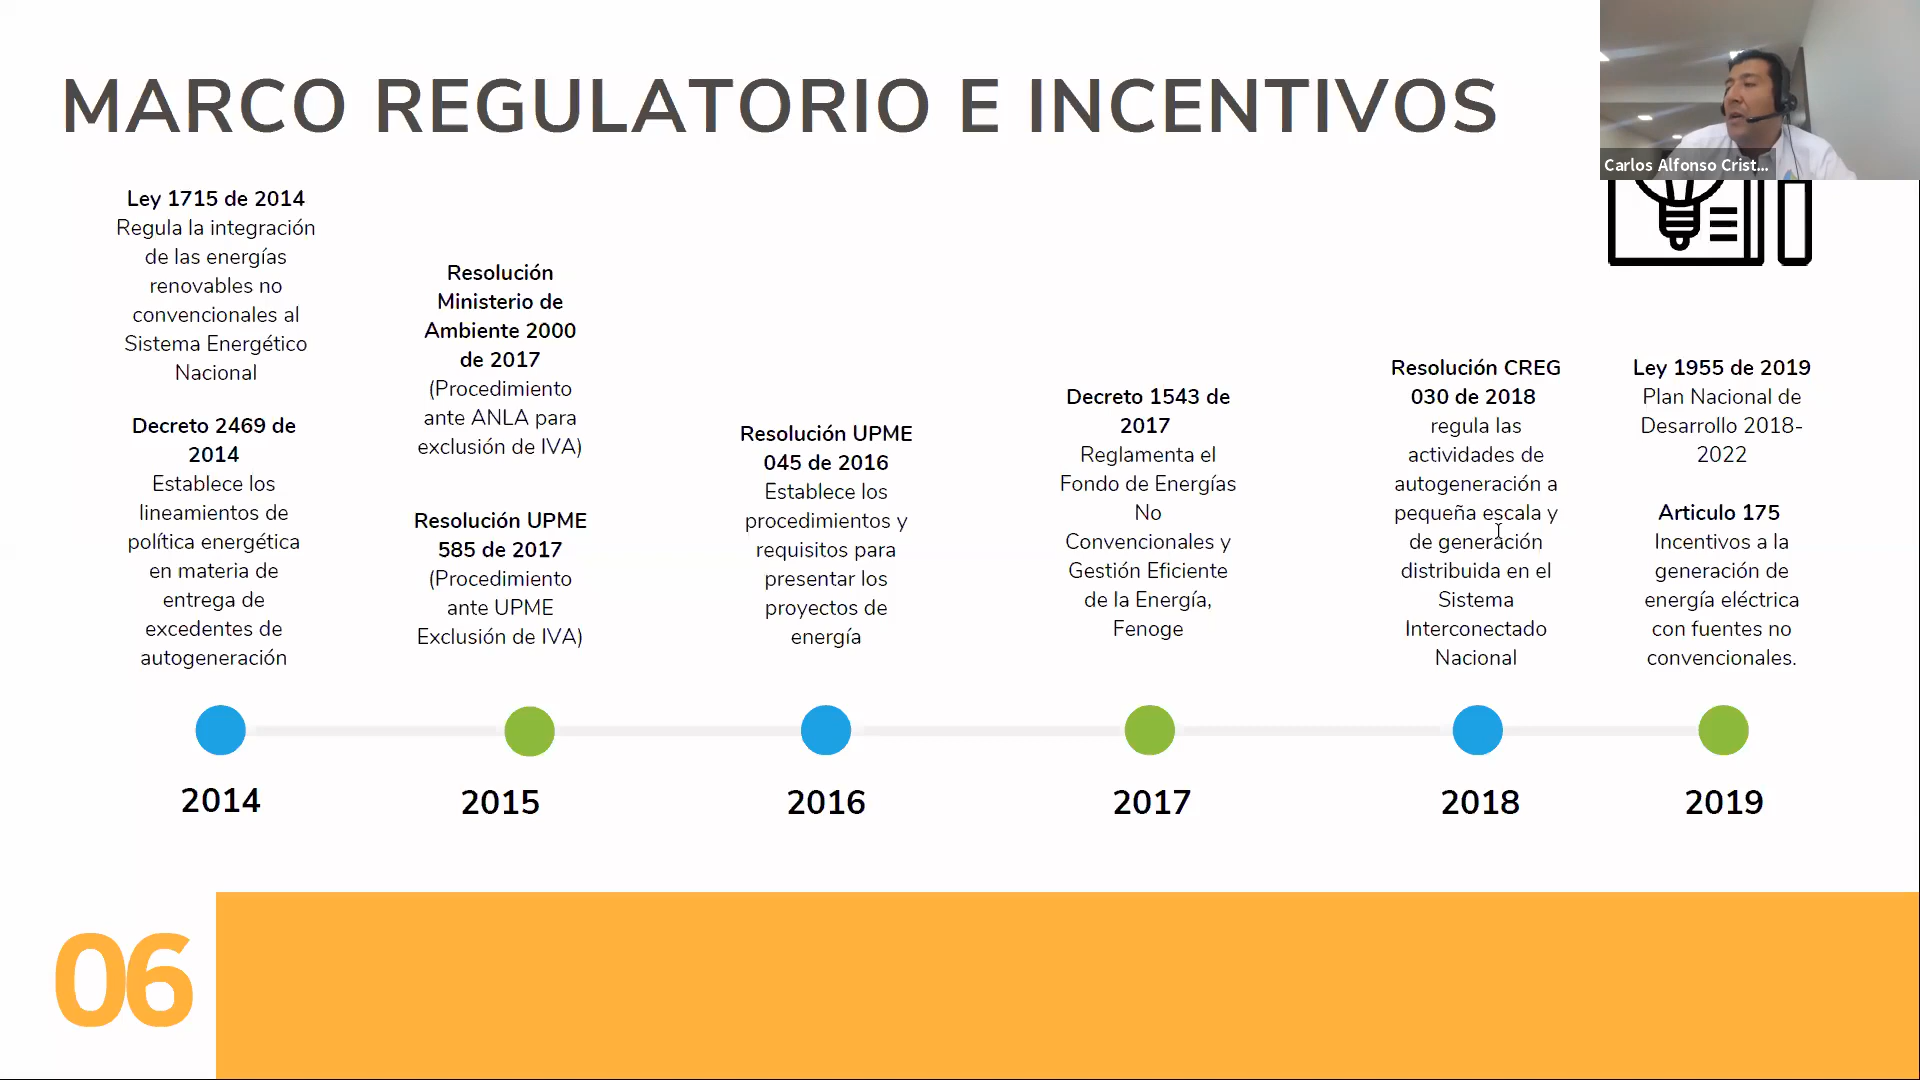 MARCO REGULATORIO E INCENTIVOS
Carlos Alfonso Crist...
Ley 1715 de 2014
Regula la integración
de las energías
renovables no
convencionales al
Sistema Energético
Nacional
Decreto 2469 de
2014
Establece los
lineamientos de
política energética
en materia de
entrega de
excedentes de
autogeneración
Resolución
Ministerio de
Ambiente 2000
de 2017
(Procedimiento
ante ANLA para
exclusión de IVA)
Resolución UPME
585 de 2017
(Procedimiento
ante UPME
Exclusión de IVA)
Resolución UPME
045 de 2016
Establece los
procedimientos y
requisitos para
presentar los
proyectos de
energía
Decreto 1543 de
2017
Reglamenta el
Fondo de Energías
No
Convencionales y
Gestión Eficiente
de la Energía,
Fenoge
Resolución CREG
030 de 2018
regula las
actividades de
autogeneración a
pequeña escala y
de generación
distribuida en el
Sistema
Interconectado
Nacional
Ley 1955 de 2019
Plan Nacional de
Desarrollo 2018-
2022
Articulo 175
Incentivos a la
generación de
energía eléctrica
con fuentes no
convencionales.
2014
2015
2016
2017
2018
2019
06